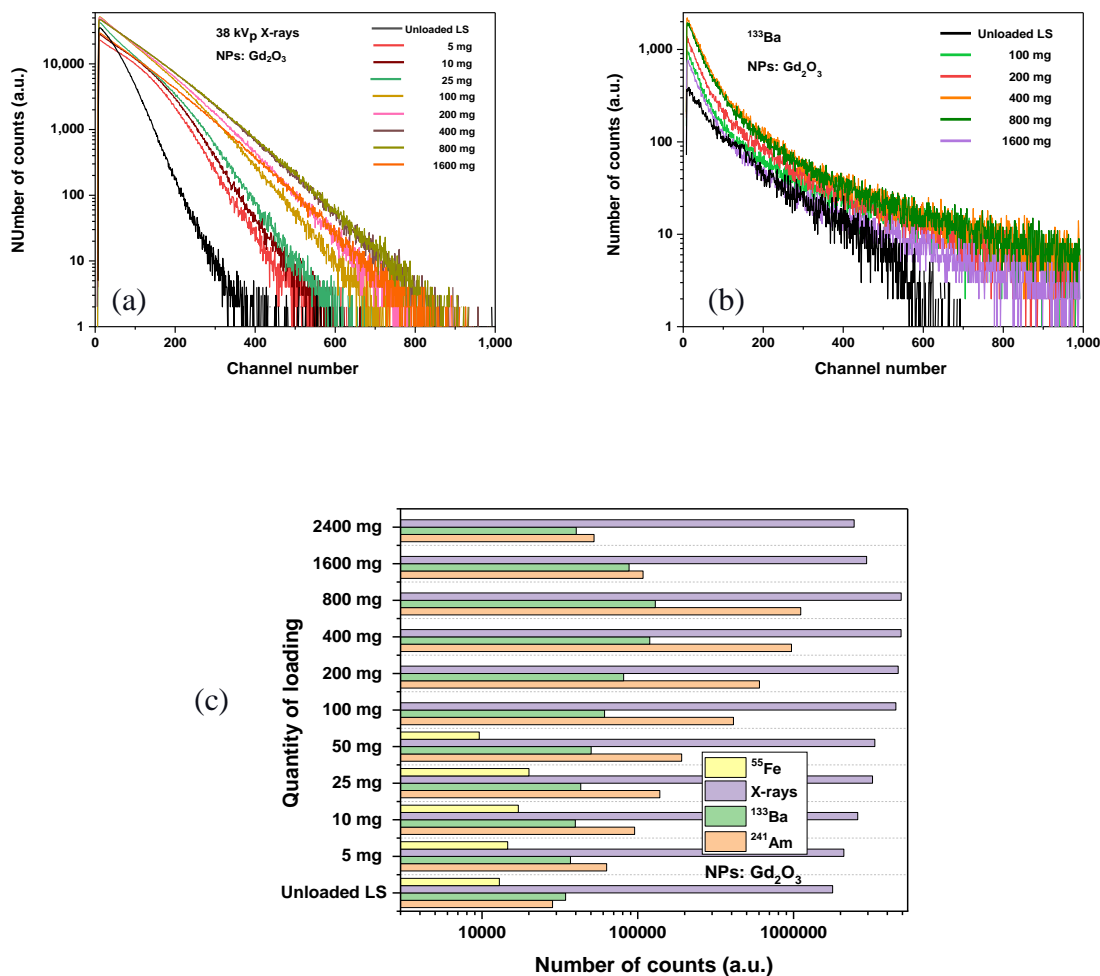 38 kVP X-rays
NPs: Gd2O3
Unloaded LS
5 mg
10 mg
25 mg
100 mg
200 mg
400 mg
800 mg
1600 mg
NUmber of counts (a.u.)
10,000
1,000
100
10
1
(a)
0 200 400 600 800 1,000
Channel number
133Ba
NPs: Gd2O3
Unloaded LS
100 mg
200 mg
400 mg
800 mg
1600 mg
Number of counts (a.u.)
1,000
100
10
1
(b)
0 200 400 600 800 1,000
Channel number
(c)
Quantity of loading
2400 mg
1600 mg
800 mg
400 mg
200 mg
100 mg
50 mg
25 mg
10 mg
5 mg
Unloaded LS
55Fe
X-rays
133Ba
241Am
NPs: Gd2O3
10000 100000 1000000
Number of counts (a.u.)